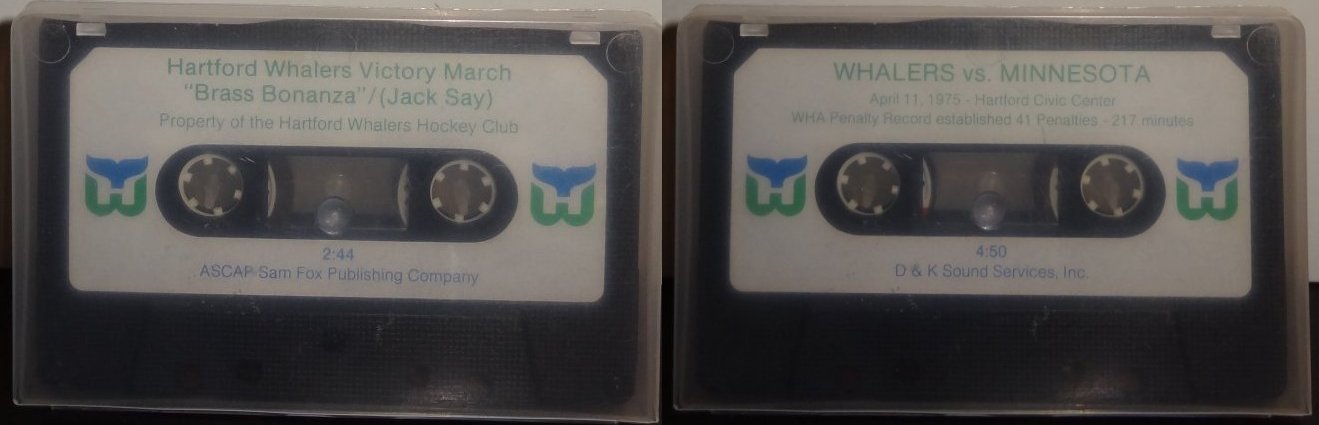 Hartford Whalers Victory March
"Brass Bonanza"/(Jack Say)
Property of the Hartford Whalers Hockey Club
2:44
ASCAP Sam Fox Publishing Company
WHALERS vs. MINNESOTA
April 11, 1975 - Hartford Civic Center
WHA Penalty Record established 41 Penalties - 217 minutes
4:50
D & K Sound Services, Inc.